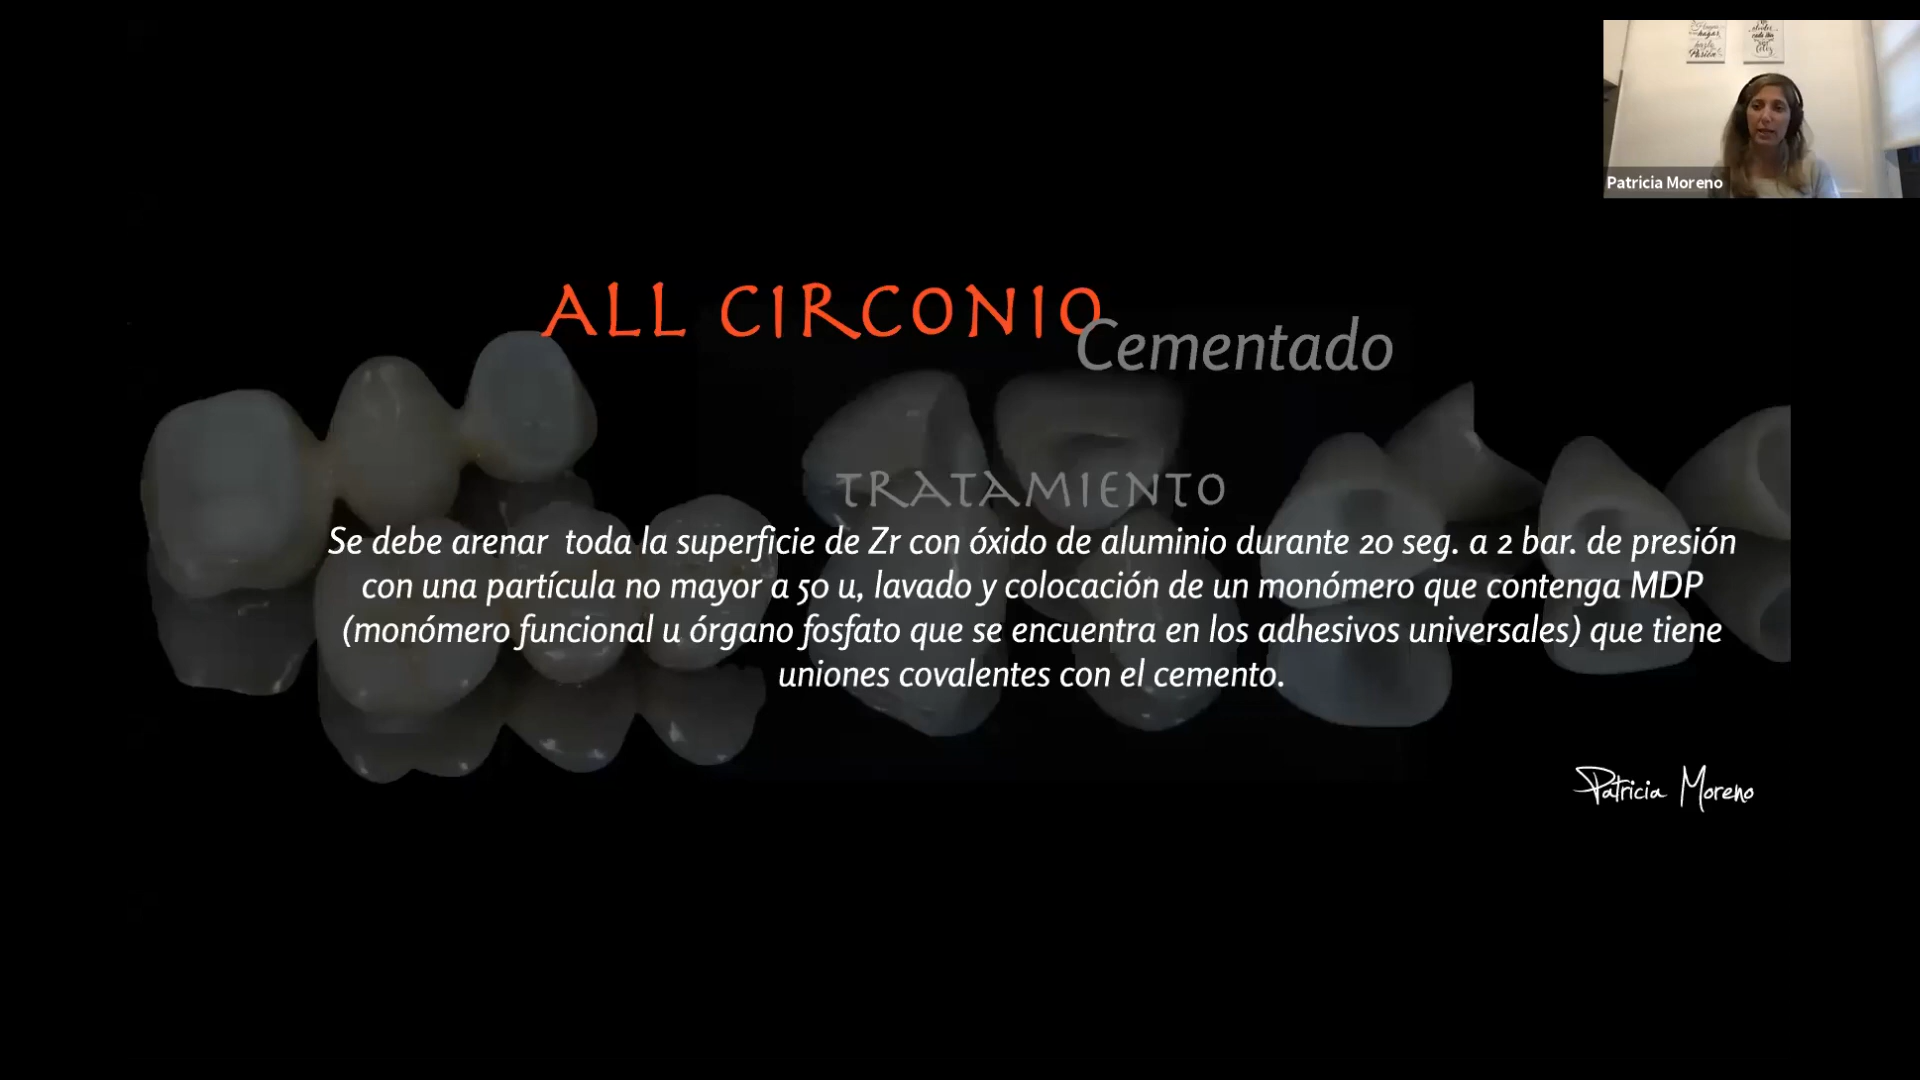 ALL CIRCONIO
Cementado
TRATAMIENTO
Se debe arenar toda la superficie de Zr con óxido de aluminio durante 20 seg. a 2 bar. de presión
con una partícula no mayor a 50 u, lavado y colocación de un monómero que contenga MDP
(monómero funcional u órgano fosfato que se encuentra en los adhesivos universales) que tiene
uniones covalentes con el cemento.
Patricia Moreno
Patricia Moreno